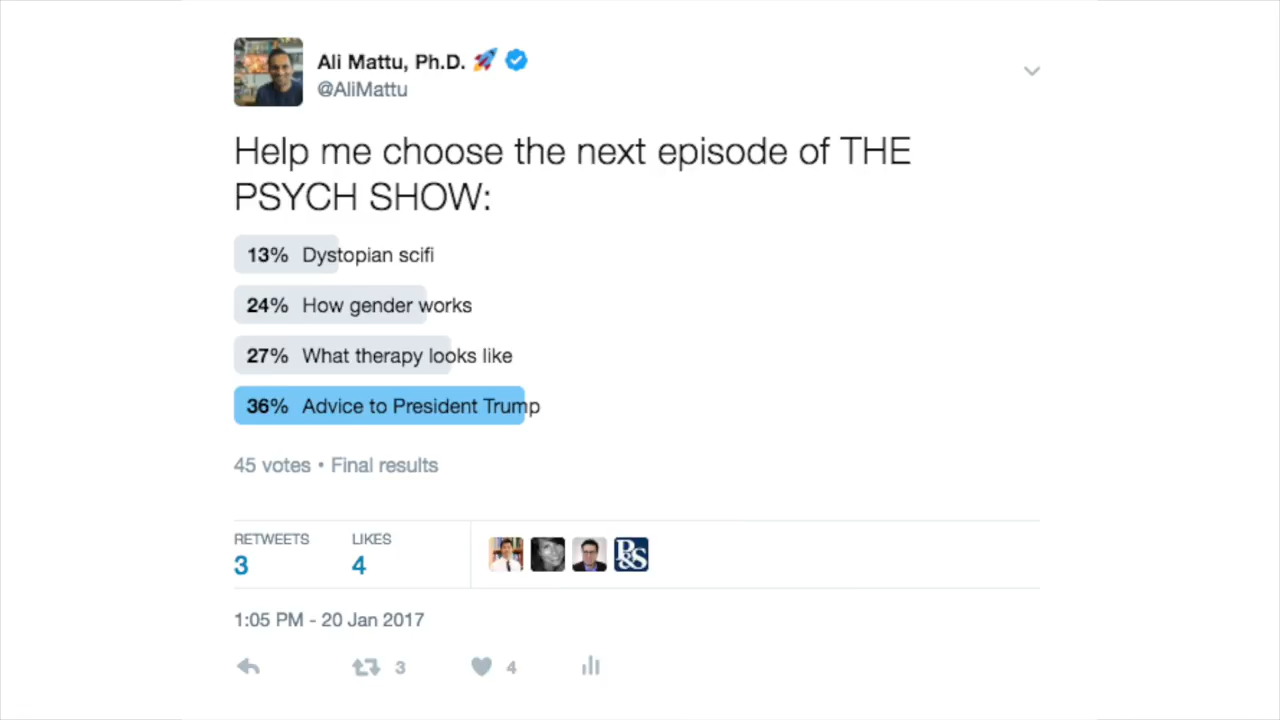 Ali Mattu, Ph.D. 🚀
@AliMattu
Help me choose the next episode of THE
PSYCH SHOW:
13% Dystopian scifi
24% How gender works
27% What therapy looks like
36% Advice to President Trump
45 votes • Final results
RETWEETS LIKES
3 4
P&S
1:05 PM - 20 Jan 2017
3 4